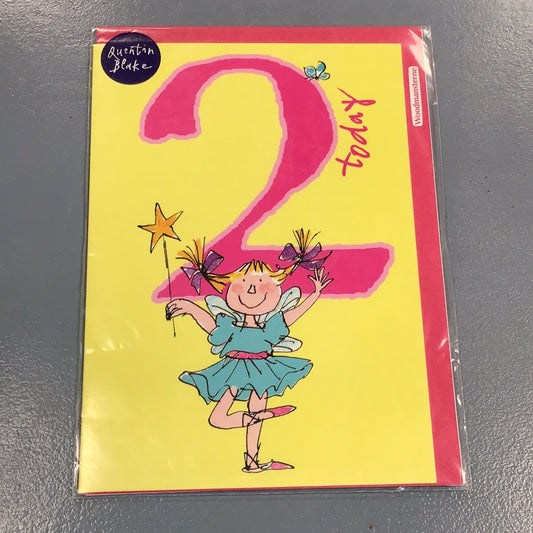 Quentin
Blake
2
today
Woodmansterne